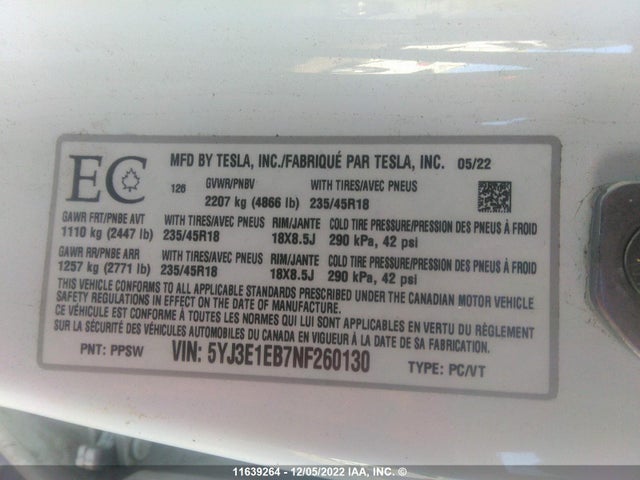 EC
MFD BY TESLA, INC./FABRIQUÉ PAR TESLA, INC. 05/22
126 GVWR/PNBV WITH TIRES/AVEC PNEUS
2207 kg (4866 lb) 235/45R18
GAWR FRT/PNBE AVT WITH TIRES/AVEC PNEUS RIM/JANTE COLD TIRE PRESSURE/PRESSION DES PNEUS À FROID
1110 kg (2447 lb) 235/45R18 18X8.5J 290 kPa, 42 psi
GAWR RR/PNBE ARR WITH TIRES/AVEC PNEUS RIM/JANTE COLD TIRE PRESSURE/PRESSION DES PNEUS À FROID
1257 kg (2771 lb) 235/45R18 18X8.5J 290 kPa, 42 psi
THIS VEHICLE CONFORMS TO ALL APPLICABLE STANDARDS PRESCRIBED UNDER THE CANADIAN MOTOR VEHICLE
SAFETY REGULATIONS IN EFFECT ON THE DATE OF MANUFACTURE.
CE VÉHICULE EST CONFORME À TOUTES LES NORMES QUI LUI SONT APPLICABLES EN VERTU DU RÈGLEMENT
SUR LA SÉCURITÉ DES VÉHICULES AUTOMOBILES DU CANADA EN VIGUEUR À LA DATE DE SA FABRICATION.
PNT: PPSW VIN: 5YJ3E1EB7NF260130 TYPE: PC/VT
11639264 - 12/05/2022 IAA, INC. ©